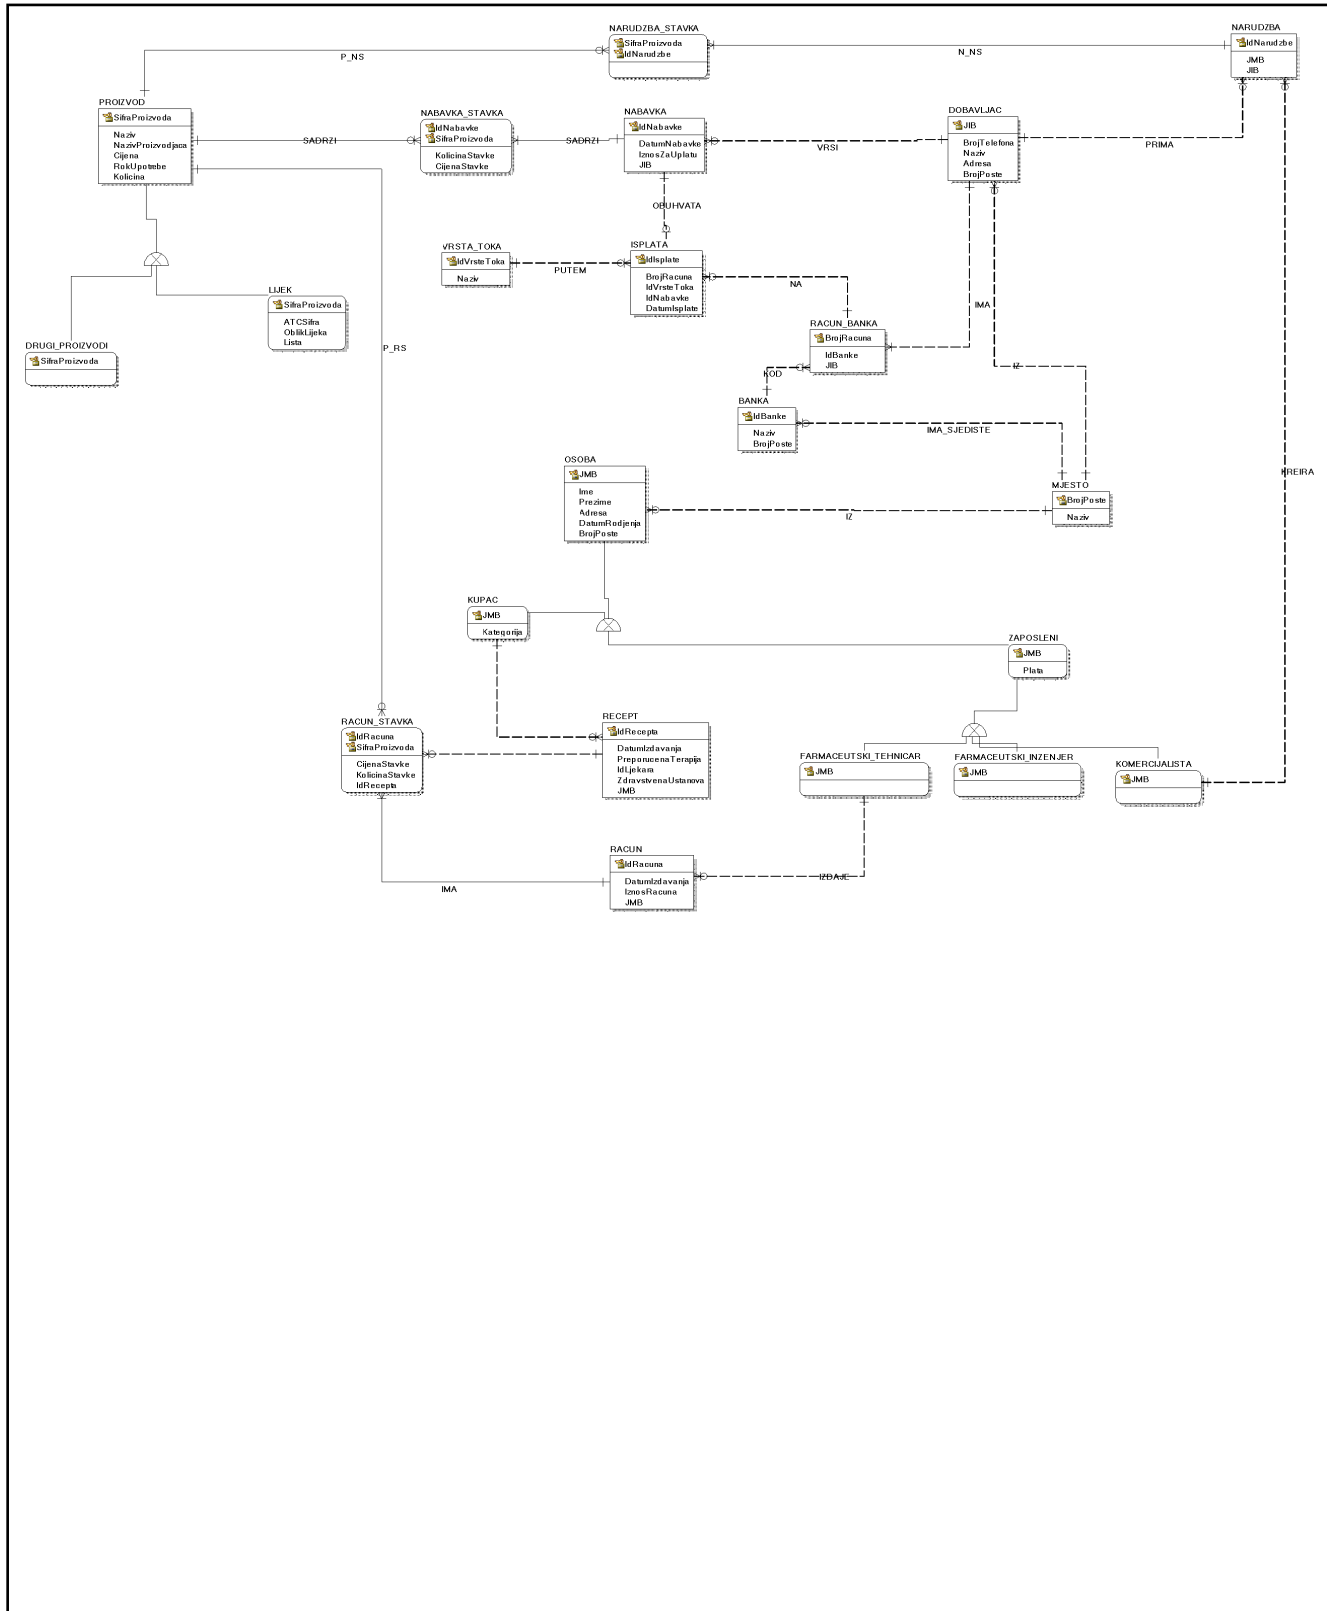 NARUDZBA_STAVKA
SifraProizvoda
IdNarudzbe
NARUDZBA
IdNarudzbe
JMB
JIB
P_NS
N_NS
PROIZVOD
SifraProizvoda
Naziv
NazivProizvodjaca
Cijena
RokUpotrebe
Kolicina
SADRZI
NABAVKA_STAVKA
IdNabavke
SifraProizvoda
KolicinaStavke
CijenaStavke
SADRZI
NABAVKA
IdNabavke
DatumNabavke
IznosZaUplatu
JIB
VRSI
DOBAVLJAC
JIB
BrojTelefona
Naziv
Adresa
BrojPoste
PRIMA
OBUHVATA
VRSTA_TOKA
IdVrsteToka
Naziv
PUTEM
ISPLATA
IdIsplate
BrojRacuna
IdVrsteToka
IdNabavke
DatumIsplate
NA
IMA
LIJEK
SifraProizvoda
ATCSifra
OblikLijeka
Lista
DRUGI_PROIZVODI
SifraProizvoda
P_RS
RACUN_BANKA
BrojRacuna
IdBanke
JIB
IZ
KOD
BANKA
IdBanke
Naziv
BrojPoste
IMA_SJEDISTE
KREIRA
OSOBA
JMB
Ime
Prezime
Adresa
DatumRodjenja
BrojPoste
IZ
MJESTO
BrojPoste
Naziv
KUPAC
JMB
Kategorija
ZAPOSLENI
JMB
Plata
RACUN_STAVKA
IdRacuna
SifraProizvoda
CijenaStavke
KolicinaStavke
IdRecepta
RECEPT
IdRecepta
DatumIzdavanja
PreporucenaTerapija
IdLjekara
ZdravstvenaUstanova
JMB
FARMACEUTSKI_TEHNICAR
JMB
FARMACEUTSKI_INZENJER
JMB
KOMERCIJALISTA
JMB
IMA
RACUN
IdRacuna
DatumIzdavanja
IznosRacuna
JMB
IZDAJE